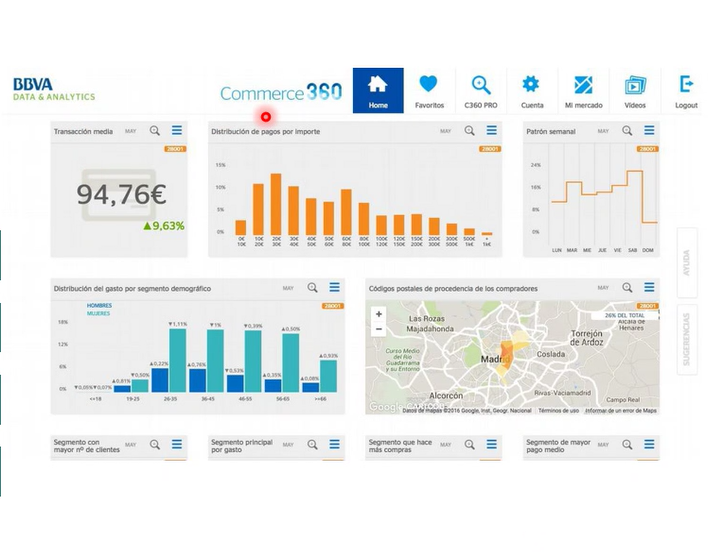 BBVA
DATA & ANALYTICS
Commerce 360
Home
Favoritos
C360 PRO
Cuenta
Mi mercado
Vídeos
Logout
Transacción media
MAY
28001
94,76€
▲9,63%
Distribución de pagos por importe
MAY
28001
15%
10%
5%
0%
0€ 10€ 20€ 30€ 40€ 50€ 60€ 80€ 100€ 120€ 150€ 200€ 300€ 500€ +
10€ 20€ 30€ 40€ 50€ 60€ 80€ 100€ 120€ 150€ 200€ 300€ 500€ 1k€ 1k€
Patrón semanal
MAY
28001
24%
16%
8%
0%
LUN MAR MIE JUE VIE SAB DOM
AYUDA
SUGERENCIAS
Distribución del gasto por segmento demográfico
MAY
28001
HOMBRES
MUJERES
18%
12%
6%
0%
▼0,05%▼0,07%
▲0,81%
▼0,50%
▲0,22%
▼1,11%
▲0,76%
▼1%
▼0,53%
▼0,39%
▲0,35%
▲0,50%
▲0,08%
▲0,93%
<=18 19-25 26-35 36-45 46-55 56-65 >=66
Códigos postales de procedencia de los compradores
MAY
28001
26% DEL TOTAL
+
−
Las Rozas
Majadahonda
Alcalá de
Henares
Torrejón
de Ardoz
Curso Medio
del Río
Guadarrama
y su Entorno
Madr
Coslada
Alcorcón
Rivas-Vaciamadrid
Campo Real
Google
Datos de mapas ©2016 Google, Inst. Geogr. Nacional
Términos de uso
Informar de un error de Maps
Segmento con
mayor nº de clientes
MAY
Segmento principal
por gasto
MAY
Segmento que hace
más compras
MAY
Segmento de mayor
pago medio
MAY